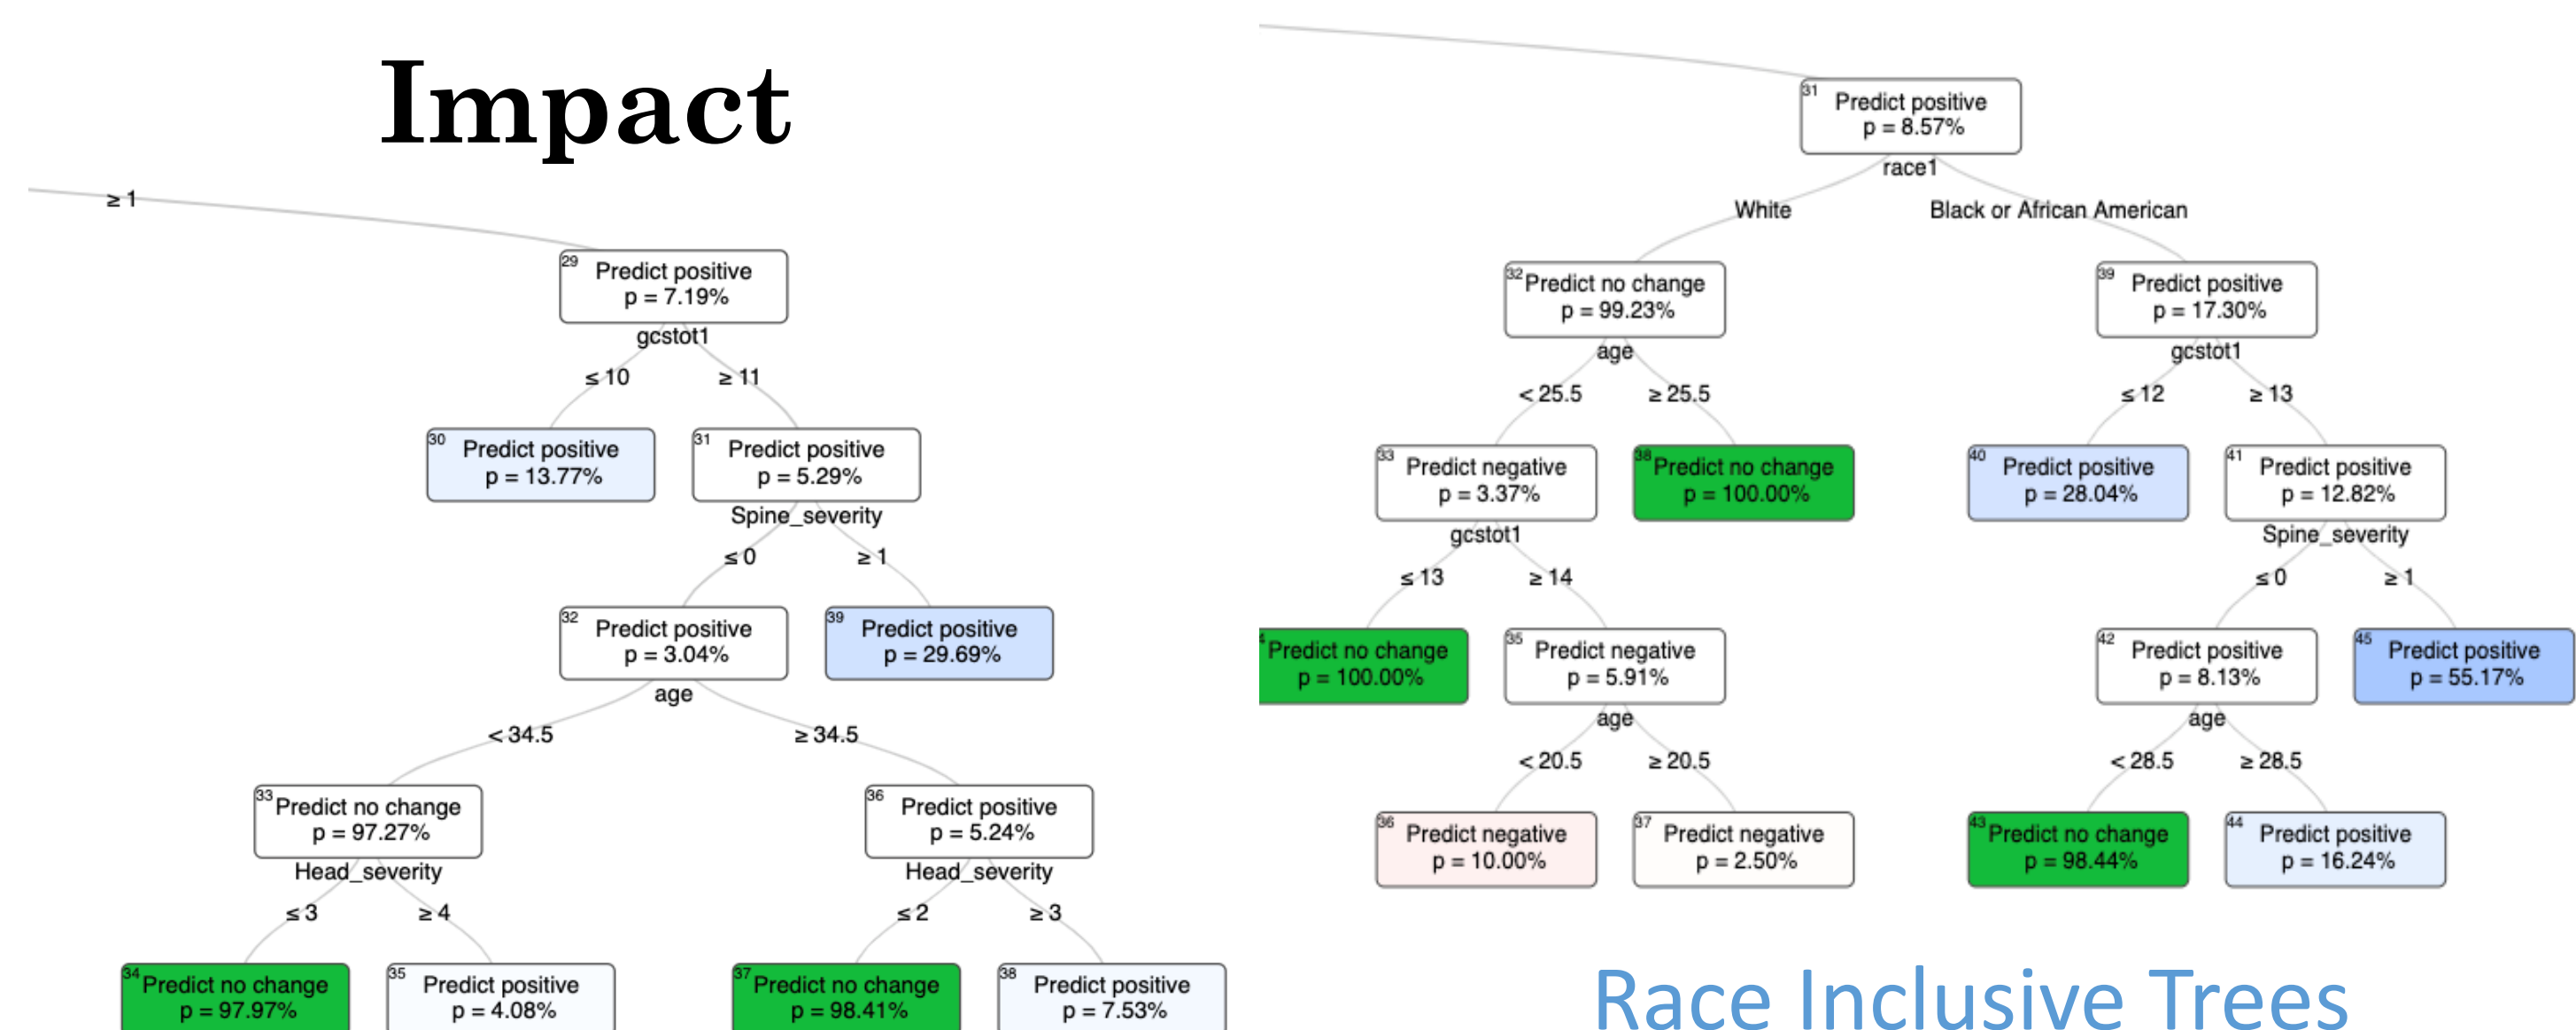 Impact
≥ 1
29
Predict positive
p = 7.19%
gcstot1
≤ 10
≥ 11
30
Predict positive
p = 13.77%
31
Predict positive
p = 5.29%
Spine_severity
≤ 0
≥ 1
32
Predict positive
p = 3.04%
39
Predict positive
p = 29.69%
age
< 34.5
≥ 34.5
33
Predict no change
p = 97.27%
36
Predict positive
p = 5.24%
Head_severity
Head_severity
≤ 3
≥ 4
≤ 2
≥ 3
34
Predict no change
p = 97.97%
35
Predict positive
p = 4.08%
37
Predict no change
p = 98.41%
38
Predict positive
p = 7.53%
31
Predict positive
p = 8.57%
race1
White
Black or African American
32
Predict no change
p = 99.23%
39
Predict positive
p = 17.30%
age
gcstot1
< 25.5
≥ 25.5
≤ 12
≥ 13
33
Predict negative
p = 3.37%
38
Predict no change
p = 100.00%
40
Predict positive
p = 28.04%
41
Predict positive
p = 12.82%
gcstot1
Spine_severity
≤ 13
≥ 14
≤ 0
≥ 1
4
Predict no change
p = 100.00%
35
Predict negative
p = 5.91%
42
Predict positive
p = 8.13%
45
Predict positive
p = 55.17%
age
age
< 20.5
≥ 20.5
< 28.5
≥ 28.5
36
Predict negative
p = 10.00%
37
Predict negative
p = 2.50%
43
Predict no change
p = 98.44%
44
Predict positive
p = 16.24%
Race Inclusive Trees